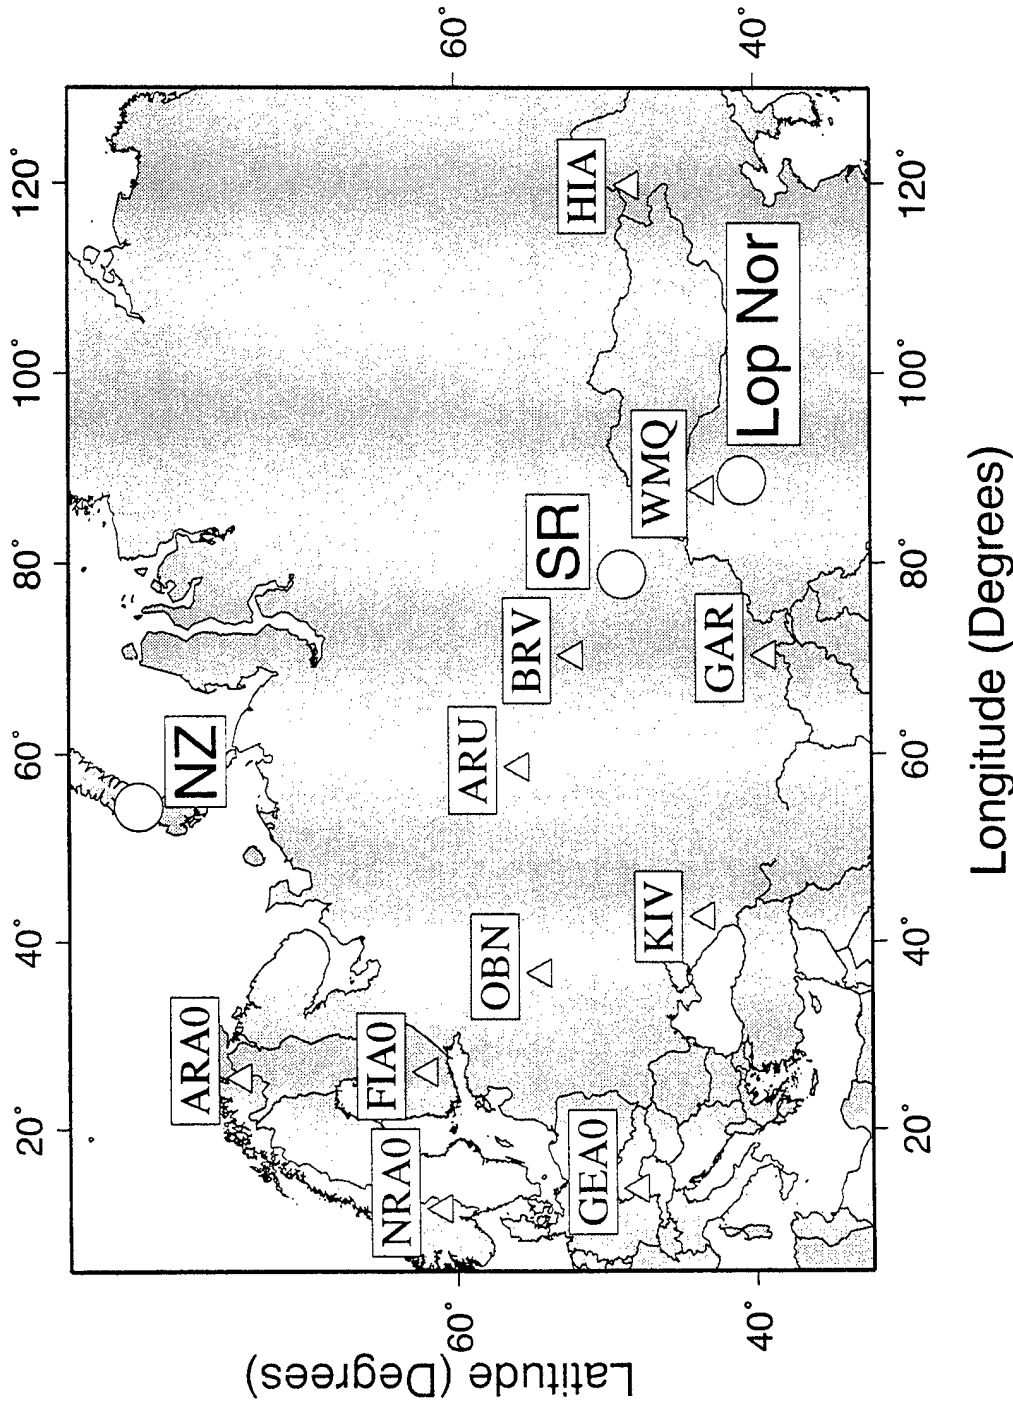 20° 40° 60° 80° 100° 120°
60°
60°
40°
40°
ARA0
NZ
NRA0
FIA0
OBN
ARU
BRV
SR
HIA
GEA0
KIV
WMQ
GAR
Lop Nor
20° 40° 60° 80° 100° 120°
Longitude (Degrees)
Latitude (Degrees)